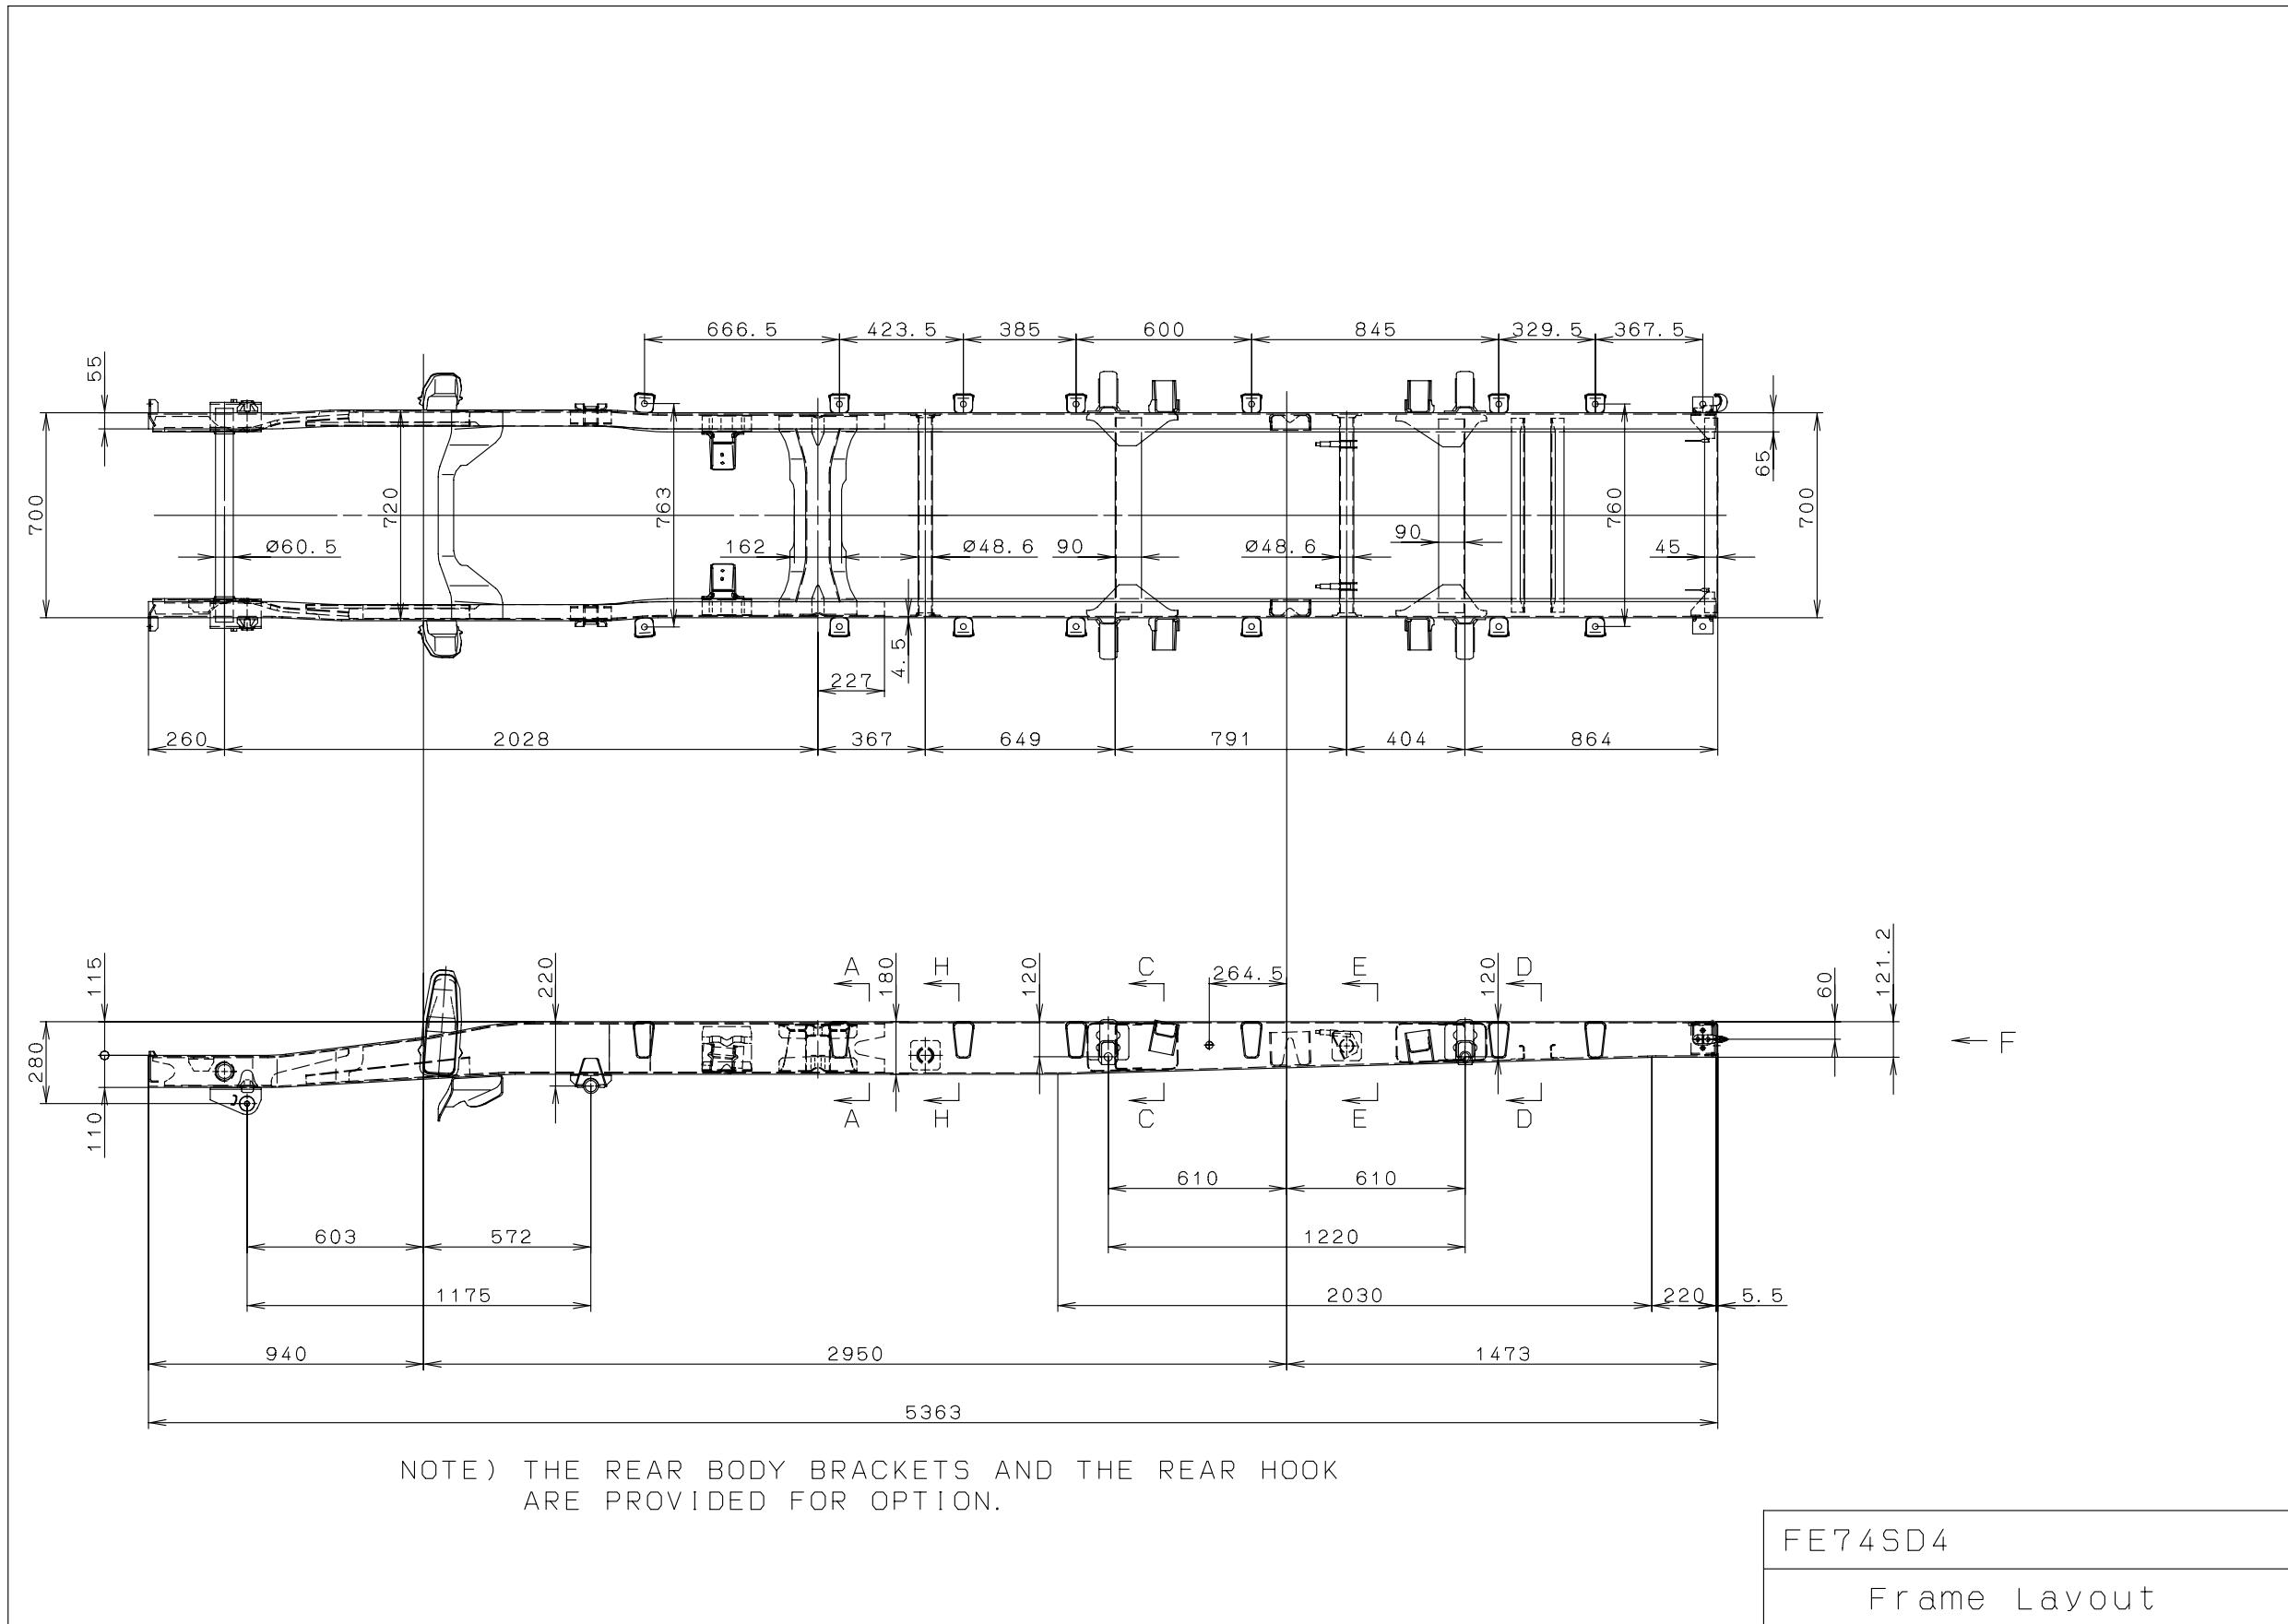 666.5 423.5 385 600 845 329.5 367.5
55
700
720
763
760
65
700
Ø60.5 162 Ø48.6 90 Ø48.6 90 45
4.5
227
260 2028 367 649 791 404 864
115
280
110
220
A
180
H
120
C
264.5
E
120
D
60
121.2
F
A H C E D
610 610
603 572 1220
1175 2030 220 5.5
940 2950 1473
5363
NOTE) THE REAR BODY BRACKETS AND THE REAR HOOK
ARE PROVIDED FOR OPTION.
FE74SD4
Frame Layout